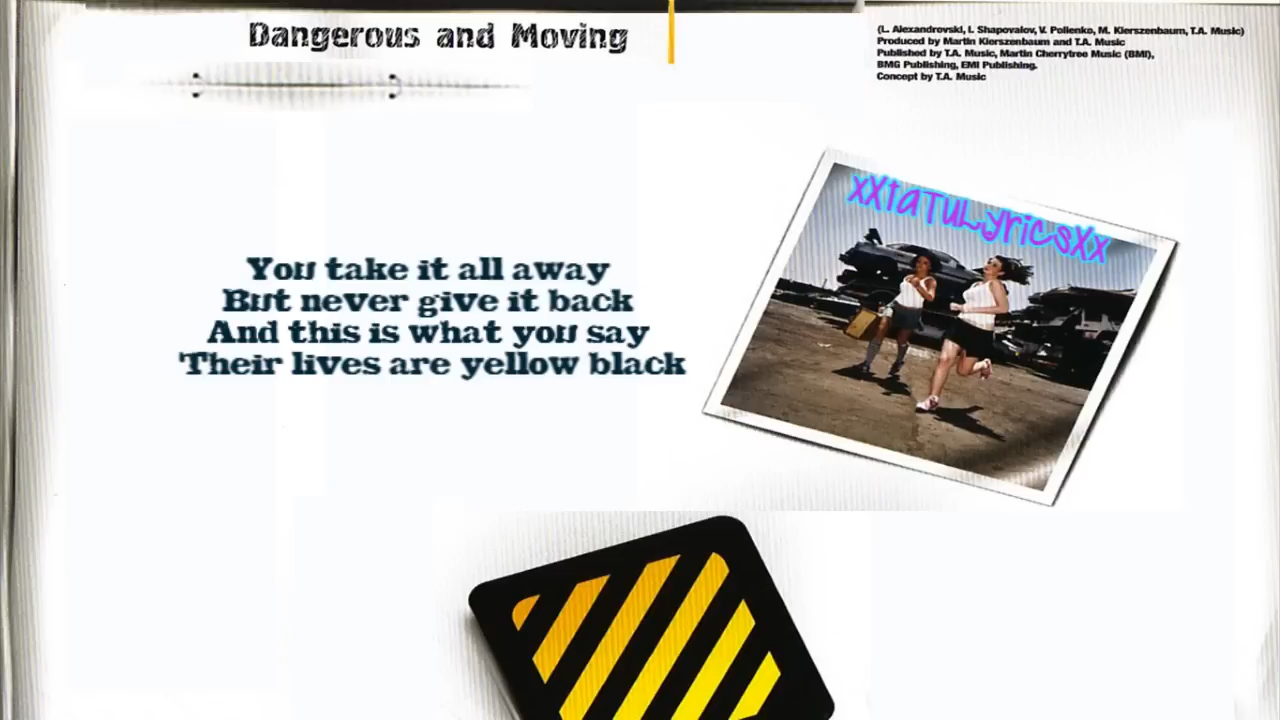 Dangerous and Moving
(L. Alexandrovski, I. Shapovalov, V. Polienko, M. Kierszenbaum, T.A. Music)
Produced by Martin Kierszenbaum and T.A. Music
Published by T.A. Music, Martin Cherrytree Music (BMI),
BMG Publishing, EMI Publishing.
Concept by T.A. Music
xXtaTuLyricsXx
You take it all away
But never give it back
And this is what you say
'Their lives are yellow black